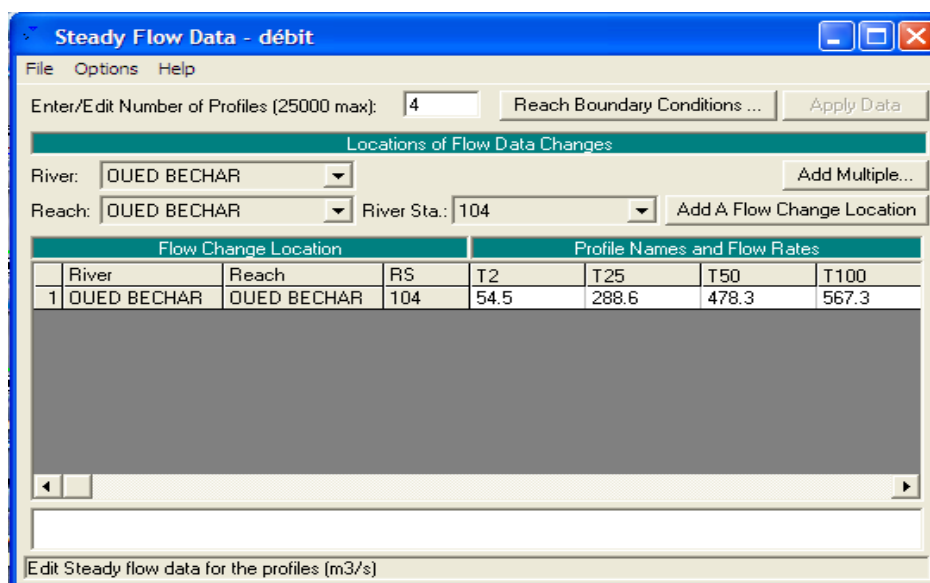 Steady Flow Data - débit
File Options Help
Enter/Edit Number of Profiles (25000 max): 4 Reach Boundary Conditions ... Apply Data
Locations of Flow Data Changes
River: OUED BECHAR Add Multiple...
Reach: OUED BECHAR River Sta.: 104 Add A Flow Change Location
Flow Change Location Profile Names and Flow Rates
River Reach RS T2 T25 T50 T100
1 OUED BECHAR OUED BECHAR 104 54.5 288.6 478.3 567.3
Edit Steady flow data for the profiles (m3/s)